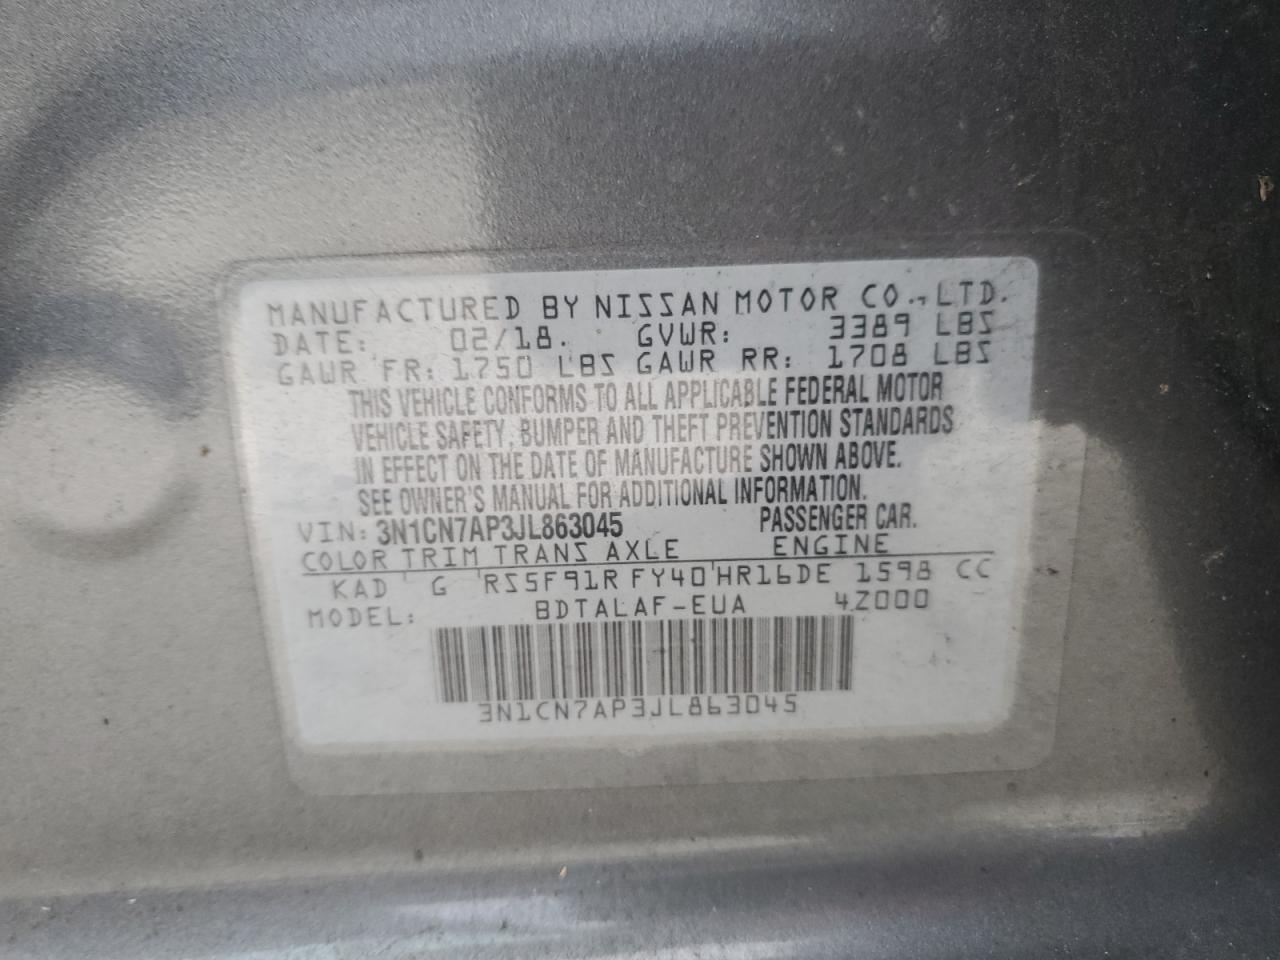 MANUFACTURED BY NISSAN MOTOR CO., LTD.
DATE: 02/18. GVWR: 3389 LBS
GAWR FR: 1750 LBS GAWR RR: 1708 LBS
THIS VEHICLE CONFORMS TO ALL APPLICABLE FEDERAL MOTOR
VEHICLE SAFETY, BUMPER AND THEFT PREVENTION STANDARDS
IN EFFECT ON THE DATE OF MANUFACTURE SHOWN ABOVE.
SEE OWNER'S MANUAL FOR ADDITIONAL INFORMATION.
VIN: 3N1CN7AP3JL863045 PASSENGER CAR.
COLOR TRIM TRANS AXLE ENGINE
KAD G RS5F91R FY40 HR16DE 1598 CC
MODEL: BDTALAF-EUA 4Z000
3N1CN7AP3JL863045